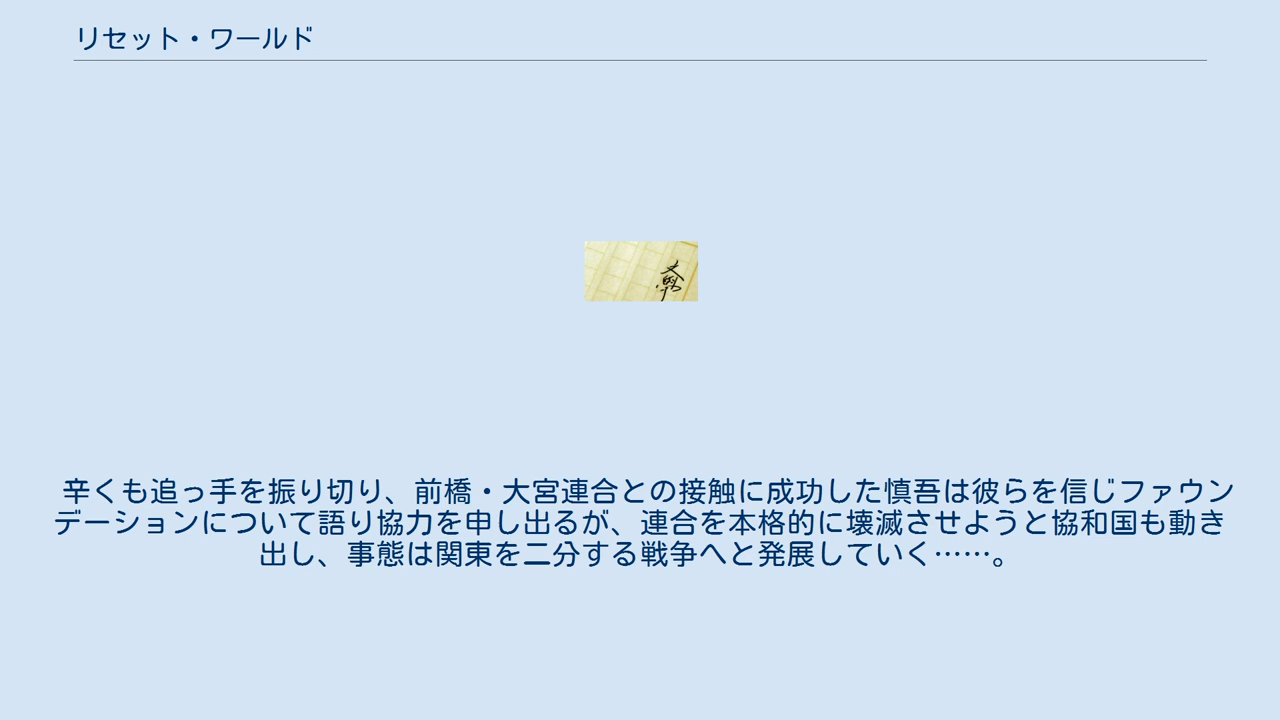 リセット・ワールド
辛くも追っ手を振り切り、前橋・大宮連合との接触に成功した慎吾は彼らを信じファウン
デーションについて語り協力を申し出るが、連合を本格的に壊滅させようと協和国も動き
出し、事態は関東を二分する戦争へと発展していく……。